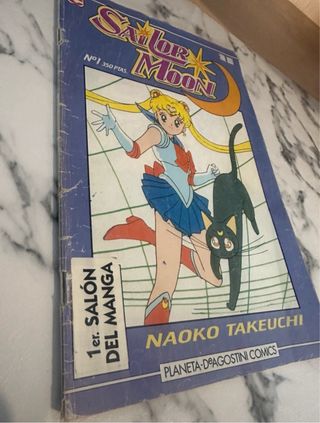 SAILOR
MOON
Nº1 350 PTAS.
1er. SALÓN
DEL MANGA
NAOKO TAKEUCHI
PLANETA-DeAGOSTINI COMICS